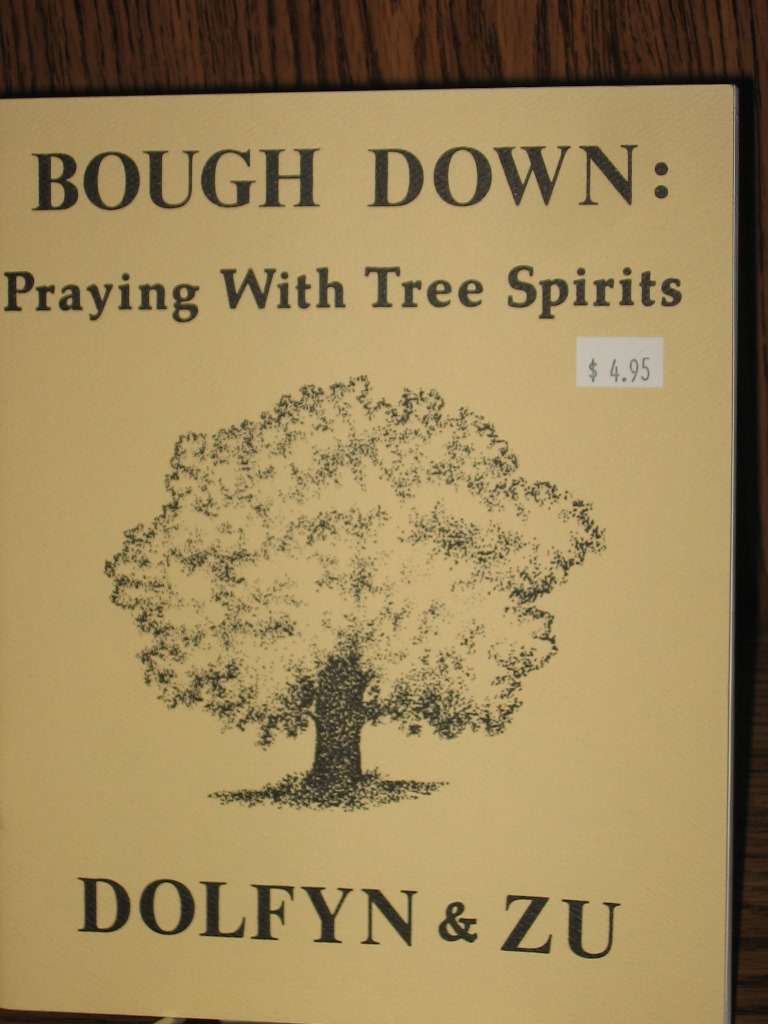 BOUGH DOWN:
Praying With Tree Spirits
$ 4.95
DOLFYN & ZU